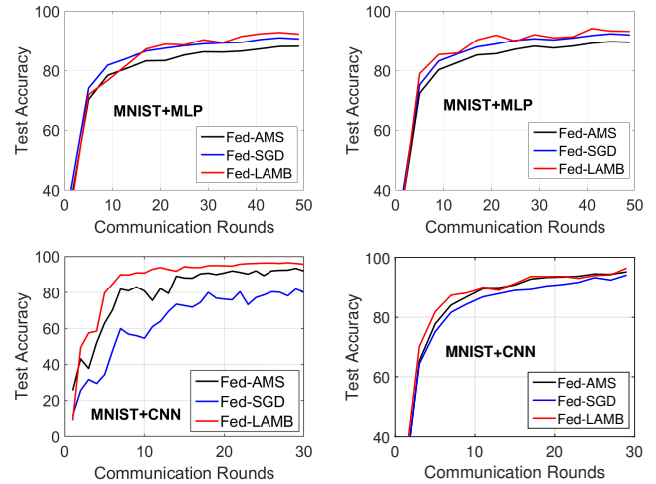 100
80
60
40
Test Accuracy
MNIST+MLP
Fed-AMS
Fed-SGD
Fed-LAMB
0 10 20 30 40 50
Communication Rounds
100
80
60
40
Test Accuracy
MNIST+MLP
Fed-AMS
Fed-SGD
Fed-LAMB
0 10 20 30 40 50
Communication Rounds
100
80
60
40
20
0
Test Accuracy
MNIST+CNN
Fed-AMS
Fed-SGD
Fed-LAMB
0 10 20 30
Communication Rounds
100
80
60
40
Test Accuracy
MNIST+CNN
Fed-AMS
Fed-SGD
Fed-LAMB
0 10 20 30
Communication Rounds